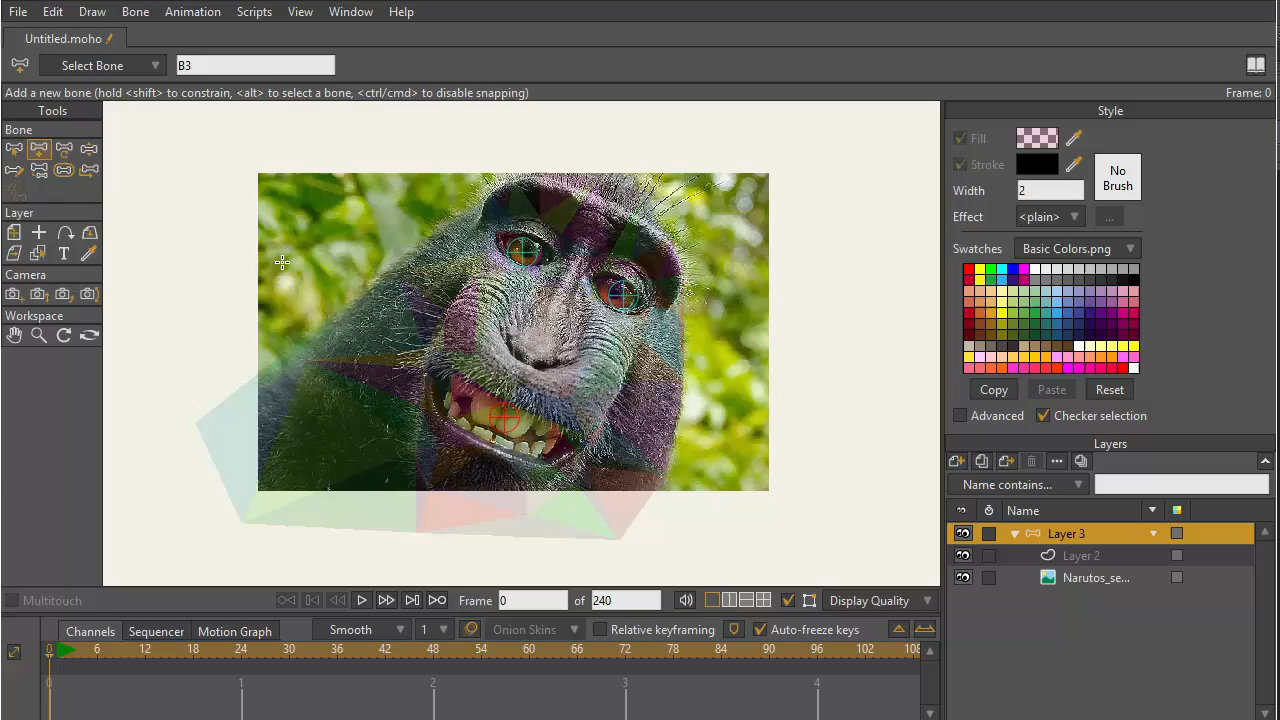 File Edit Draw Bone Animation Scripts View Window Help
Untitled.moho
Select Bone B3
Add a new bone (hold <shift> to constrain, <alt> to select a bone, <ctrl/cmd> to disable snapping) Frame: 0
Tools
Bone
Layer
Camera
Workspace
Style
Fill
Stroke
No Brush
Width 2
Effect <plain> ...
Swatches Basic Colors.png
Copy Paste Reset
Advanced Checker selection
Layers
Name contains...
Name
Layer 3
Layer 2
Narutos_se...
Multitouch Frame 0 of 240 Display Quality
Channels Sequencer Motion Graph Smooth 1 Onion Skins Relative keyframing Auto-freeze keys
0 6 12 18 24 30 36 42 48 54 60 66 72 78 84 90 96 102 108
0 1 2 3 4